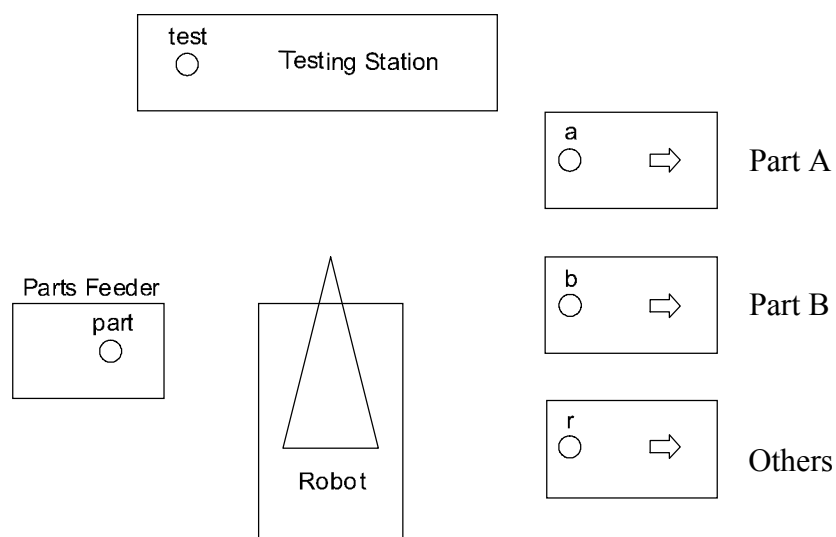 test
Testing Station
a
Part A
Parts Feeder
part
b
Part B
Robot
r
Others